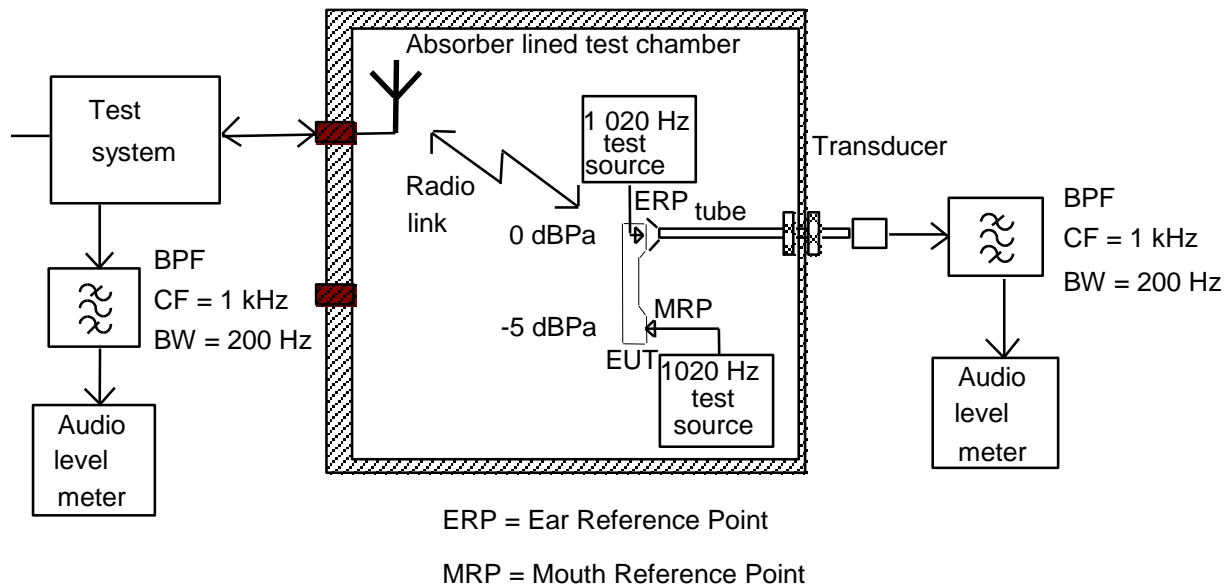 Absorber lined test chamber
Test
system
1 020 Hz
test
source
Transducer
Radio
link
ERP
tube
0 dBPa
BPF
CF = 1 kHz
BW = 200 Hz
BPF
CF = 1 kHz
BW = 200 Hz
-5 dBPa
MRP
EUT
1020 Hz
test
source
Audio
level
meter
Audio
level
meter
ERP = Ear Reference Point
MRP = Mouth Reference Point